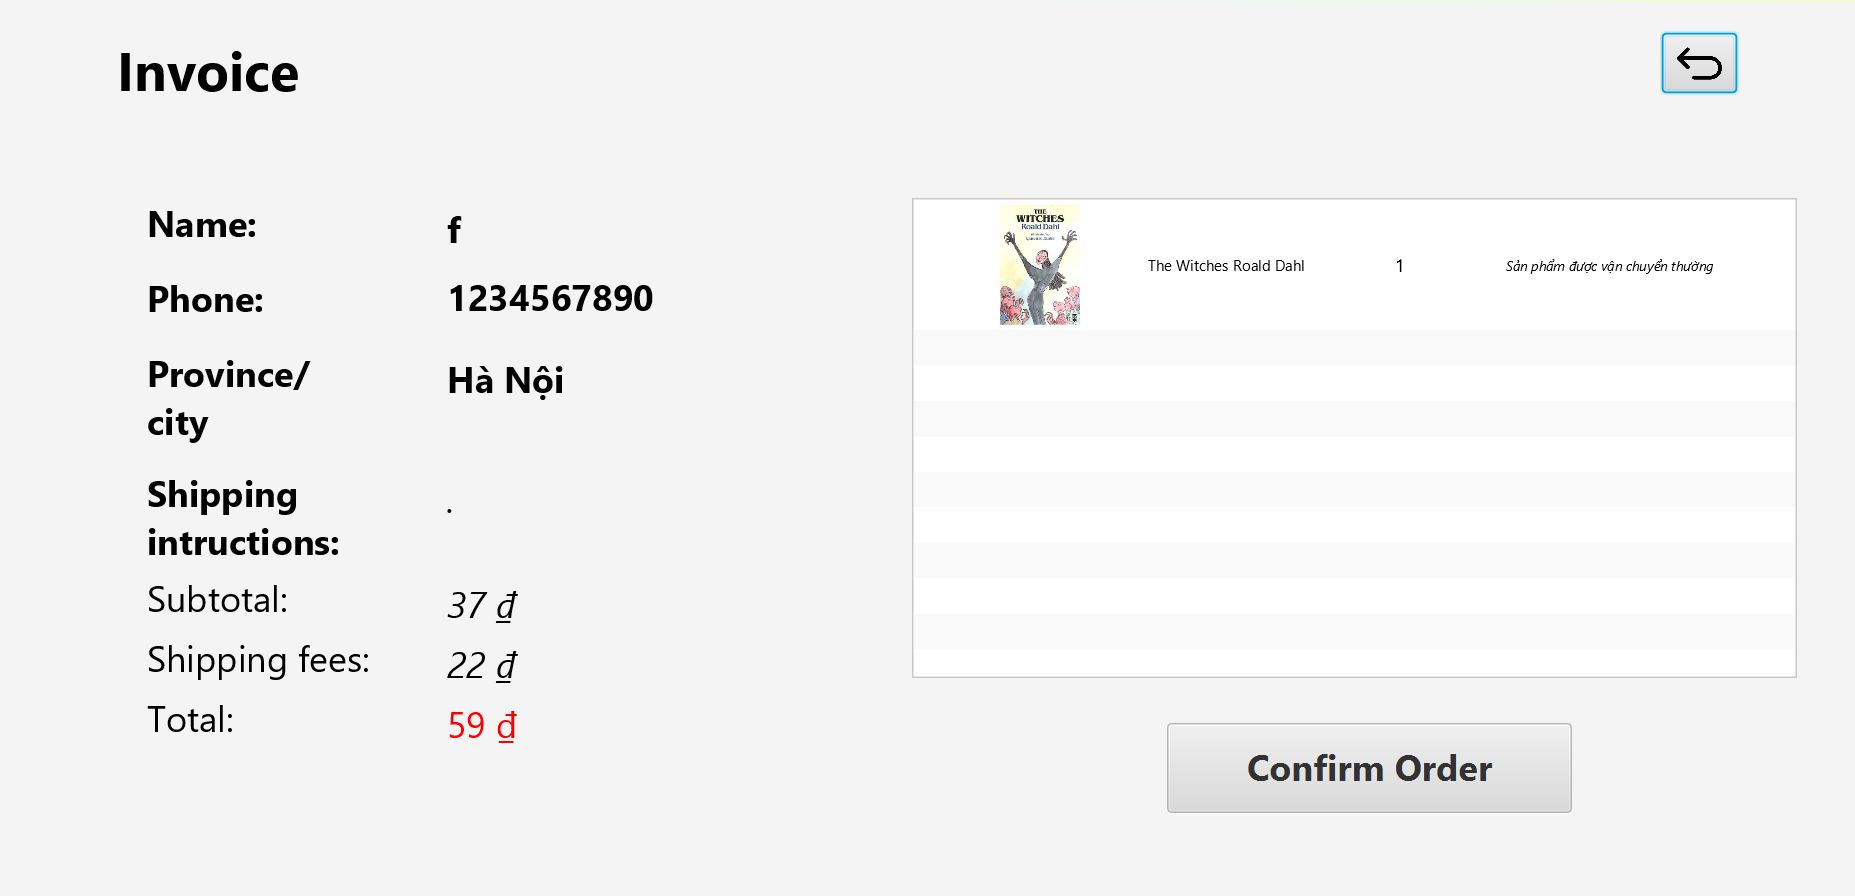 Invoice
Name:
f
Phone:
1234567890
Province/
city
Hà Nội
Shipping
intructions:
.
Subtotal:
37 ₫
Shipping fees:
22 ₫
Total:
59 ₫
THE
WITCHES
Roald Dahl
The Witches Roald Dahl
1
Sản phẩm được vận chuyển thường
Confirm Order